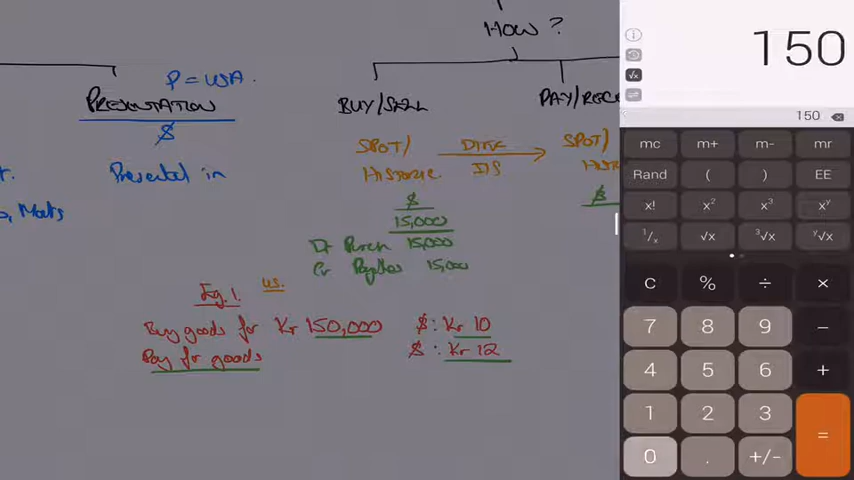 How ?
P = USA.
PRESENTATION
$
Presented in
BUY/SELL
PAY/RECE
SPOT/
Historic
DIFF
IIS
SPOT/
$
15,000
$
Dr Purch 15,000
Cr Payables 15,000
Eg.1.
US.
Buy goods for Kr 150,000 $: Kr 10
Pay for goods $: Kr 12
150
150
mc m+ m- mr
Rand ( ) EE
x! x² x³ xʸ
¹/x √x ³√x ʸ√x
C % ÷ ×
7 8 9 −
4 5 6 +
1 2 3 =
0 . +/-